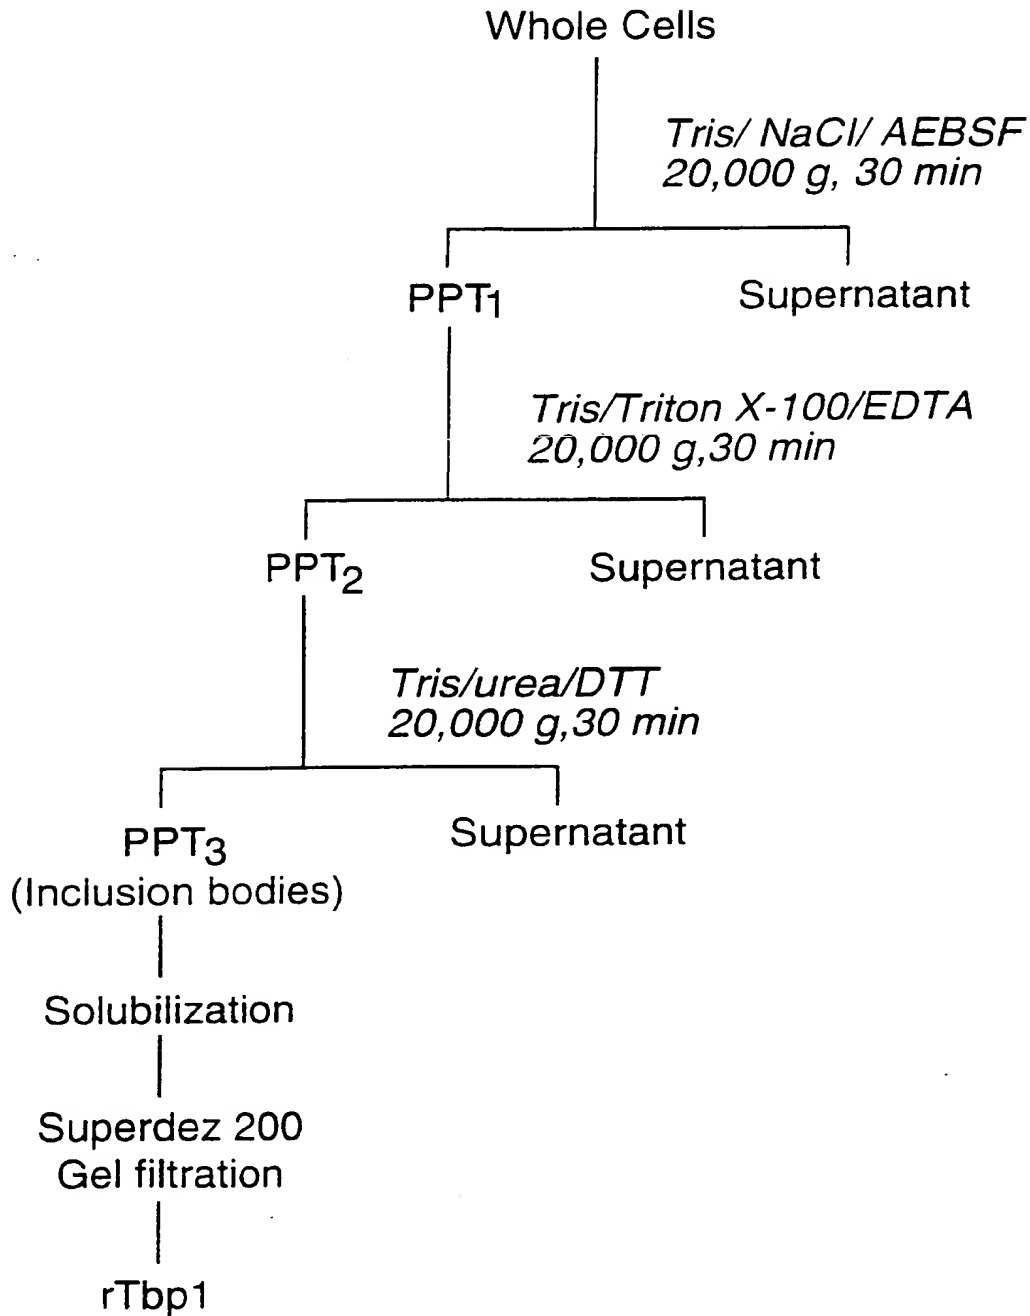 Whole Cells
Tris/ NaCl/ AEBSF
20,000 g, 30 min
PPT1
Supernatant
Tris/Triton X-100/EDTA
20,000 g,30 min
PPT2
Supernatant
Tris/urea/DTT
20,000 g,30 min
PPT3
Supernatant
(Inclusion bodies)
Solubilization
Superdez 200
Gel filtration
rTbp1